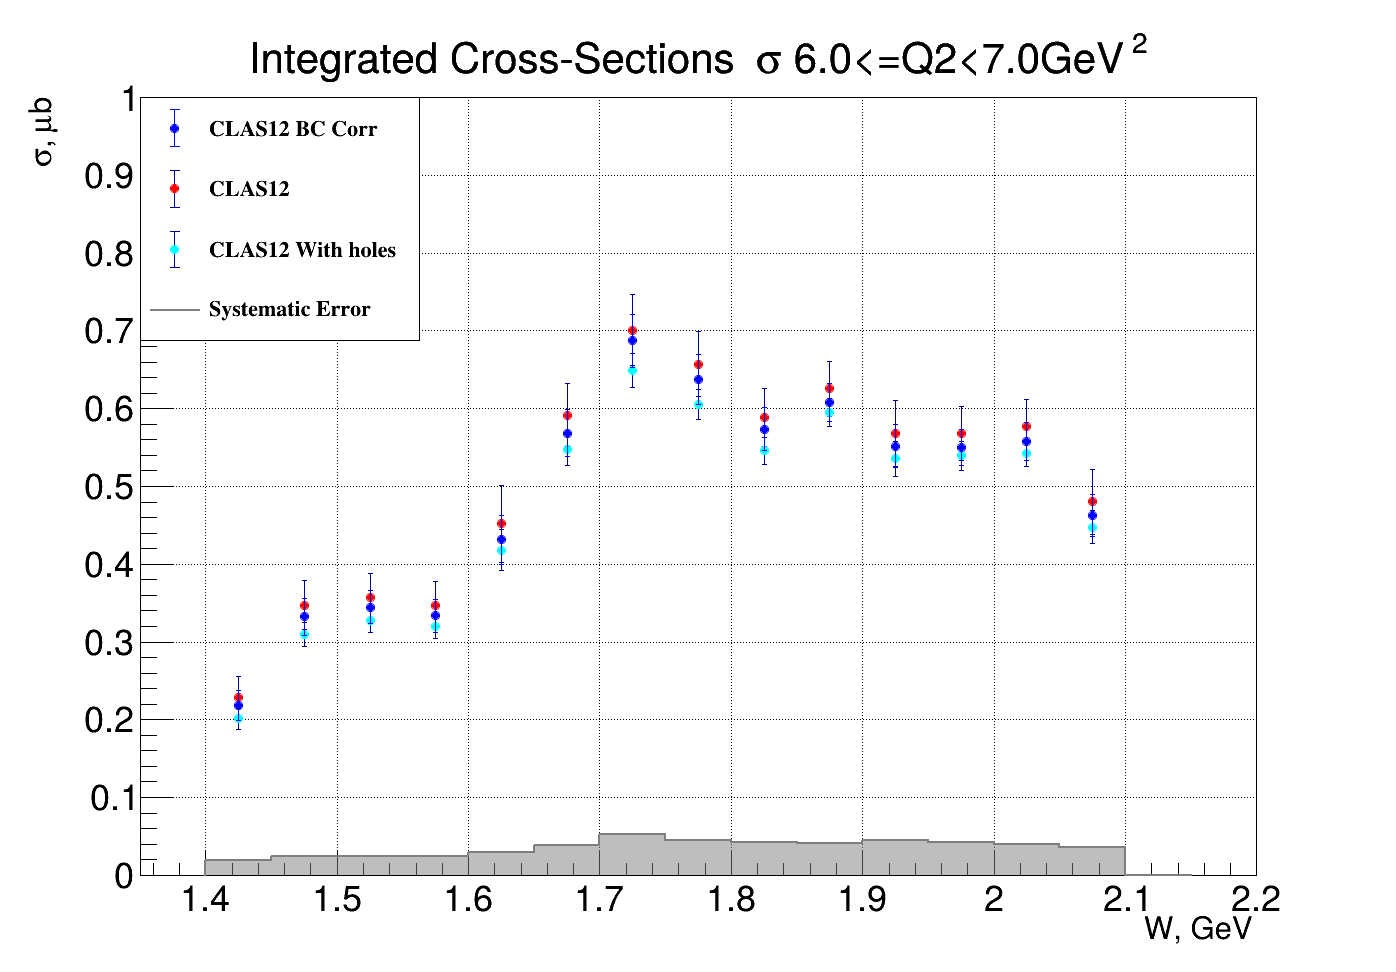 Integrated Cross-Sections σ 6.0<=Q2<7.0GeV²
σ, μb
CLAS12 BC Corr
CLAS12
CLAS12 With holes
Systematic Error
1
0.9
0.8
0.7
0.6
0.5
0.4
0.3
0.2
0.1
0
1.4 1.5 1.6 1.7 1.8 1.9 2 2.1 2.2
W, GeV